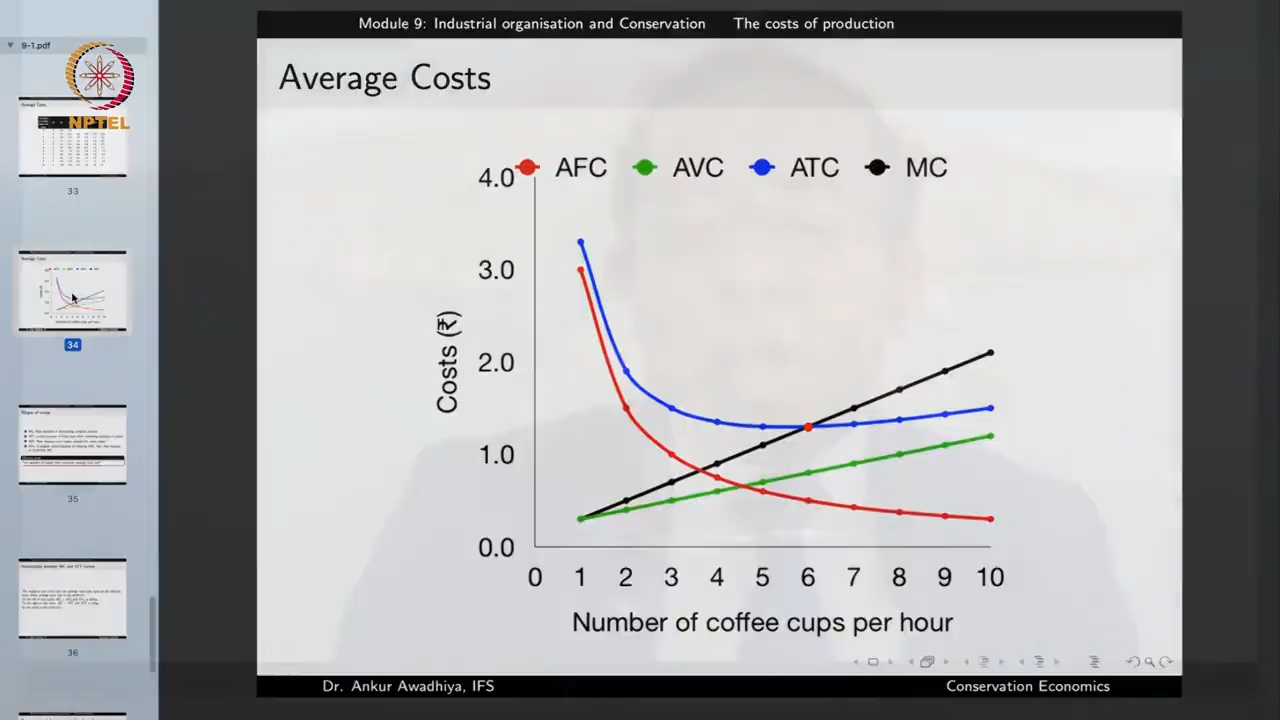 Module 9: Industrial organisation and Conservation The costs of production
9-1.pdf
NPTEL
Average Costs
AFC AVC ATC MC
4.0
3.0
2.0
1.0
0.0
Costs (₹)
0 1 2 3 4 5 6 7 8 9 10
Number of coffee cups per hour
Dr. Ankur Awadhiya, IFS Conservation Economics
33
34
35
36